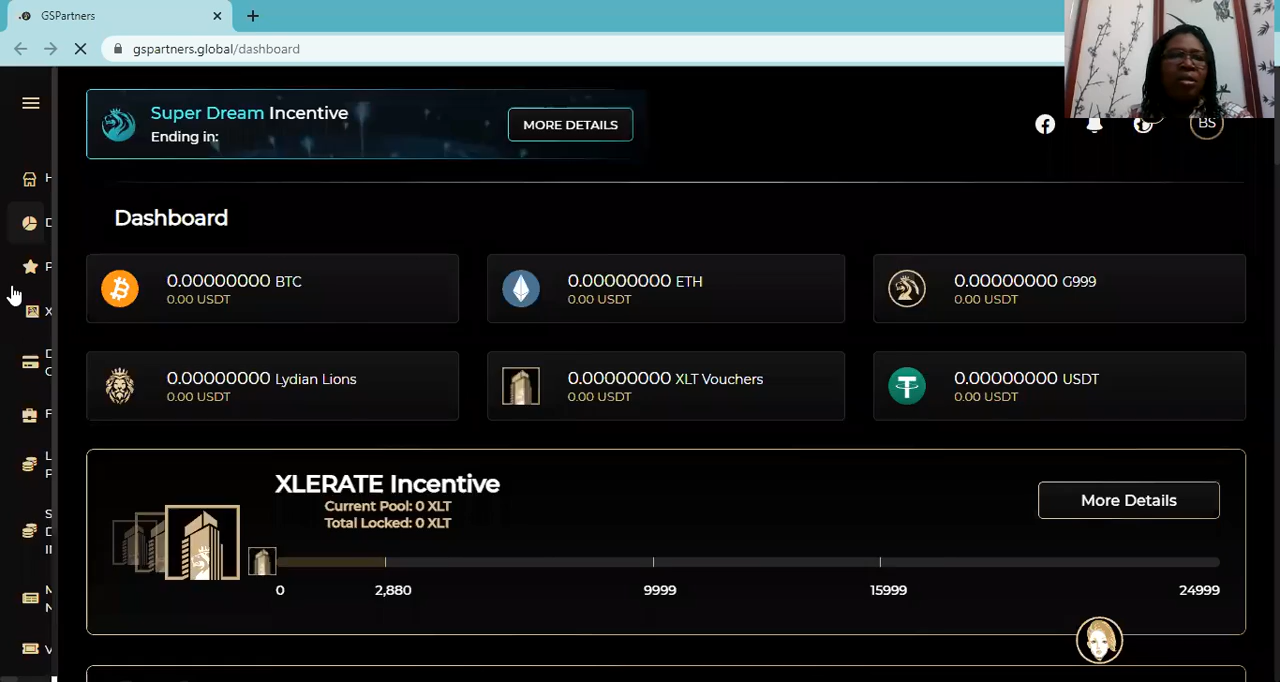 GSPartners
gspartners.global/dashboard
Super Dream Incentive
Ending in:
MORE DETAILS
BS
H
D
P
X
D
C
F
L
P
S
D
II
M
N
V
Dashboard
0.00000000 BTC
0.00 USDT
0.00000000 ETH
0.00 USDT
0.00000000 G999
0.00 USDT
0.00000000 Lydian Lions
0.00 USDT
0.00000000 XLT Vouchers
0.00 USDT
0.00000000 USDT
0.00 USDT
XLERATE Incentive
Current Pool: 0 XLT
Total Locked: 0 XLT
More Details
0
2,880
9999
15999
24999